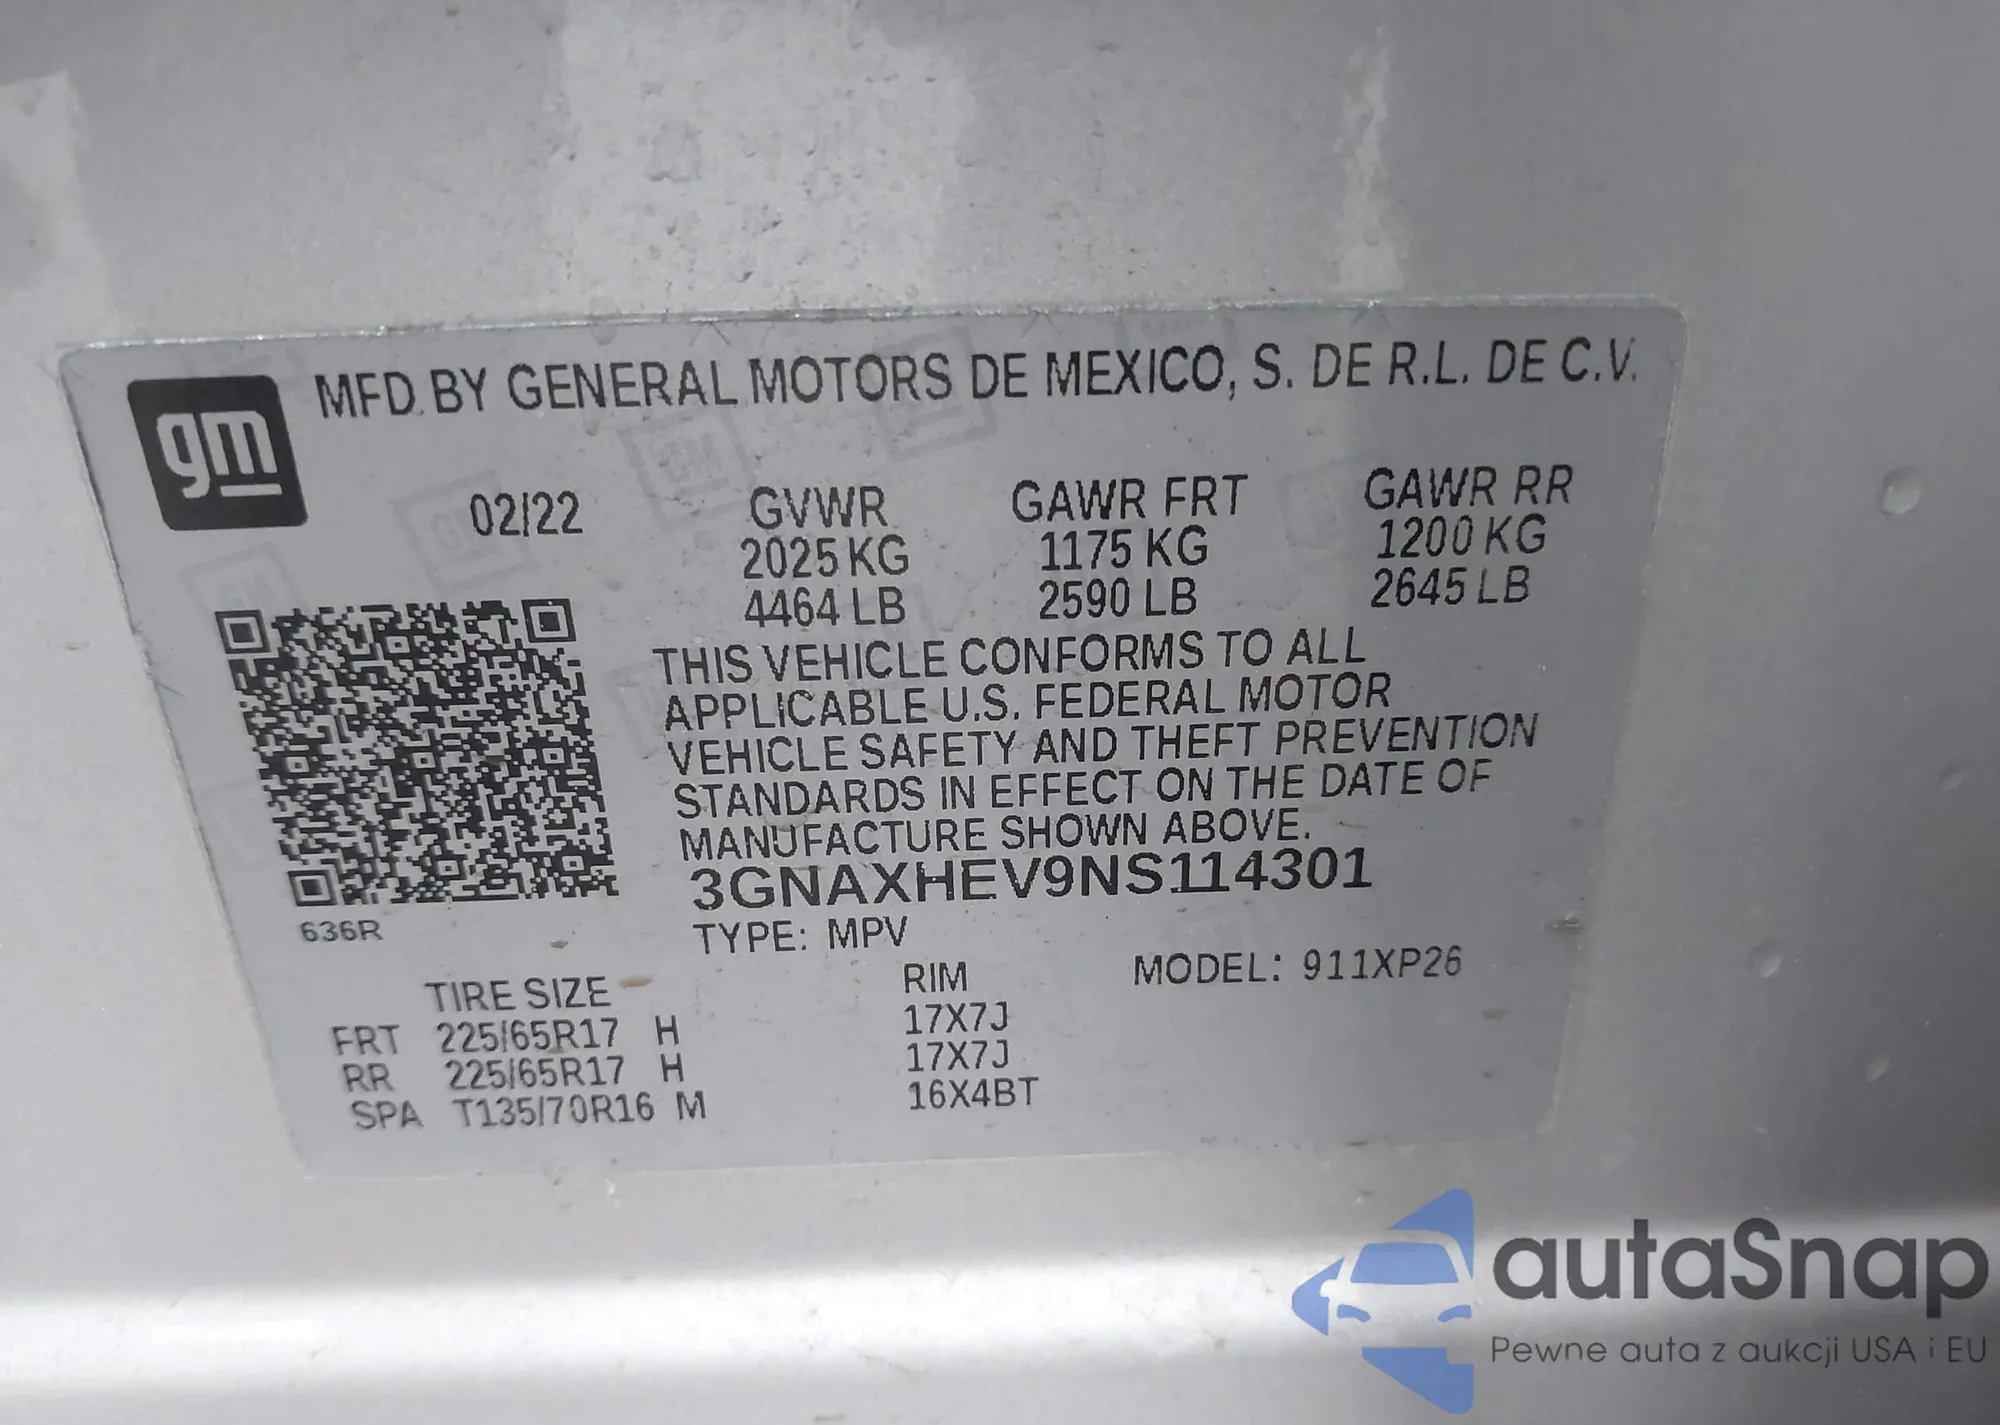 gm
MFD. BY GENERAL MOTORS DE MEXICO, S. DE R.L. DE C.V.
02/22 GVWR GAWR FRT GAWR RR
2025 KG 1175 KG 1200 KG
4464 LB 2590 LB 2645 LB
THIS VEHICLE CONFORMS TO ALL
APPLICABLE U.S. FEDERAL MOTOR
VEHICLE SAFETY AND THEFT PREVENTION
STANDARDS IN EFFECT ON THE DATE OF
MANUFACTURE SHOWN ABOVE.
3GNAXHEV9NS114301
636R
TYPE: MPV
MODEL: 911XP26
TIRE SIZE RIM
FRT 225/65R17 H 17X7J
RR 225/65R17 H 17X7J
SPA T135/70R16 M 16X4BT
autaSnap
Pewne auta z aukcji USA i EU